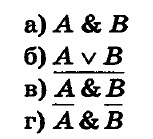 а) A & B
б) A ∨ B
в) A̅ ̅&̅ ̅B̅
г) A̅ & B̅